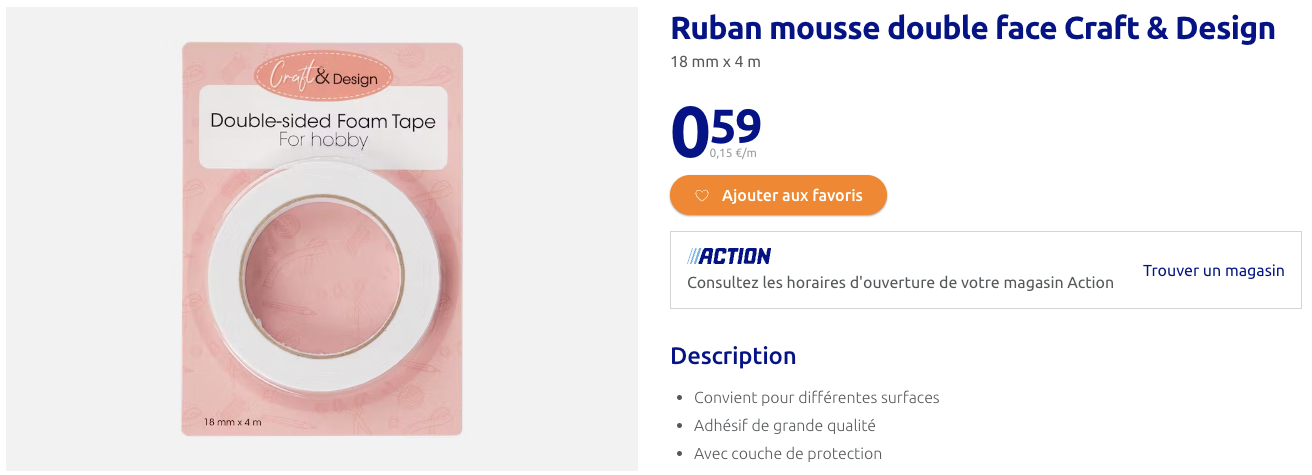 Craft & Design
Double-sided Foam Tape
For hobby
18 mm x 4 m
Ruban mousse double face Craft & Design
18 mm x 4 m
059
0,15 €/m
Ajouter aux favoris
ACTION
Consultez les horaires d'ouverture de votre magasin Action
Trouver un magasin
Description
• Convient pour différentes surfaces
• Adhésif de grande qualité
• Avec couche de protection